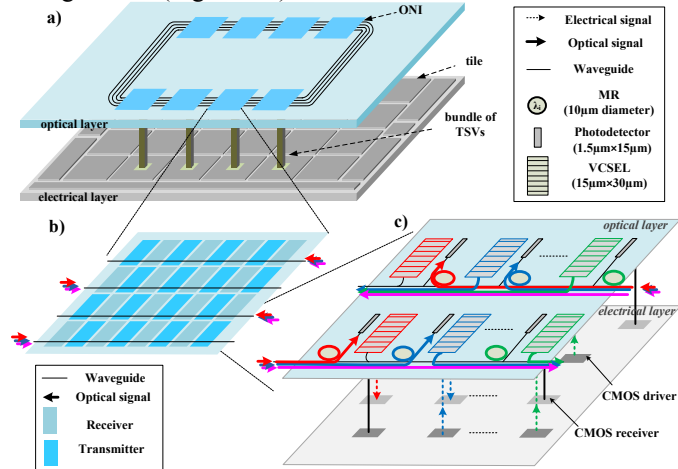 a)
ONI
tile
optical layer
bundle of
TSVs
electrical layer
Electrical signal
Optical signal
Waveguide
λi
MR
(10µm diameter)
Photodetector
(1.5µm×15µm)
VCSEL
(15µm×30µm)
b)
Waveguide
Optical signal
Receiver
Transmitter
c)
optical layer
electrical layer
CMOS driver
CMOS receiver